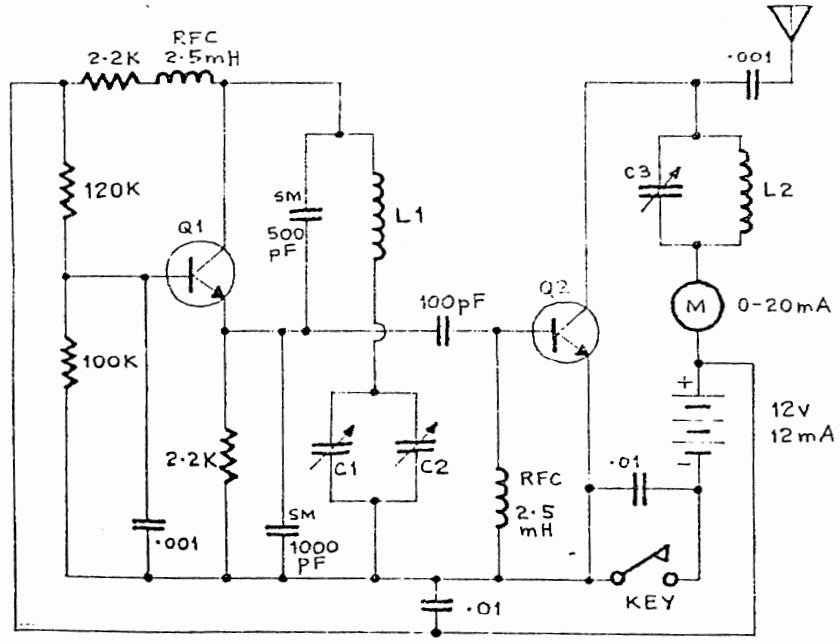 RFC
2.2K 2.5mH
.001
120K
C3
L2
Q1
SM
500
pF
L1
Q2
100pF
M
0-20mA
100K
+
12v
12mA
-
2.2K
C1
C2
.01
RFC
2.5
mH
SM
1000
PF
.001
KEY
.01